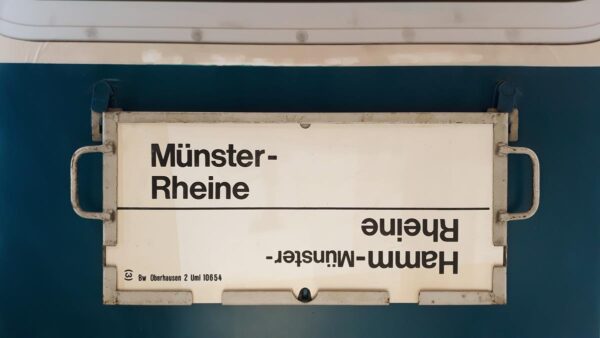 Münster-
Rheine
Hamm-Münster-
Rheine
(3) Bw Oberhausen 2 Uml 10654